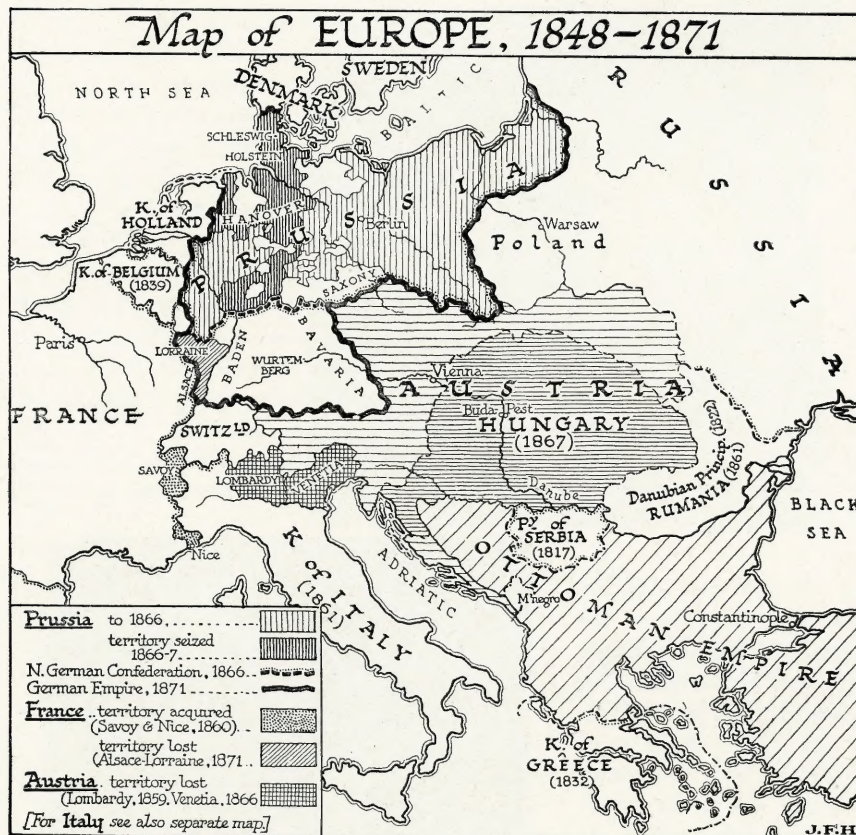 Map of EUROPE, 1848–1871
NORTH SEA
DENMARK
SWEDEN
BALTIC
RUSSIA
SCHLESWIG-
HOLSTEIN
K. of
HOLLAND
HANOVER
PRUSSIA
Berlin
Warsaw
Poland
K. of BELGIUM
(1839)
SAXONY
Paris
LORRAINE
ALSACE
BADEN
WURTEM-
BERG
BAVARIA
Vienna
AUSTRIA
FRANCE
SWITZ LD
Buda-Pest
HUNGARY
(1867)
(1822)
Danubian Princip.
RUMANIA (1861)
SAVOY
LOMBARDY
VENETIA
Danube
BLACK
SEA
Nice
K of ITALY
(1861)
ADRIATIC
Py of
SERBIA
(1817)
M'negro
OTTOMAN EMPIRE
Constantinople
K of
GREECE
(1832)
Prussia to 1866
territory seized
1866-7
N. German Confederation, 1866
German Empire, 1871
France .. territory acquired
(Savoy & Nice, 1860)
territory lost
(Alsace-Lorraine, 1871
Austria . territory lost
(Lombardy, 1859, Venetia, 1866
[For Italy see also separate map.]
J.F.H